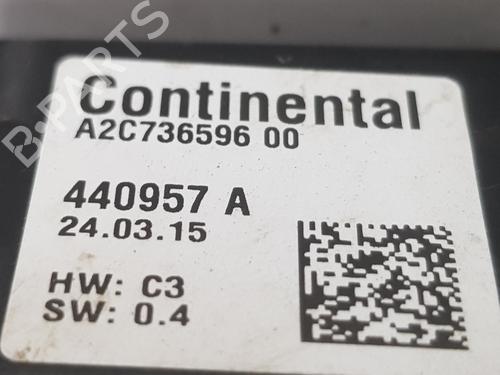 Continental
A2C736596 00
440957 A
24.03.15
HW: C3
SW: 0.4
B-PARTS